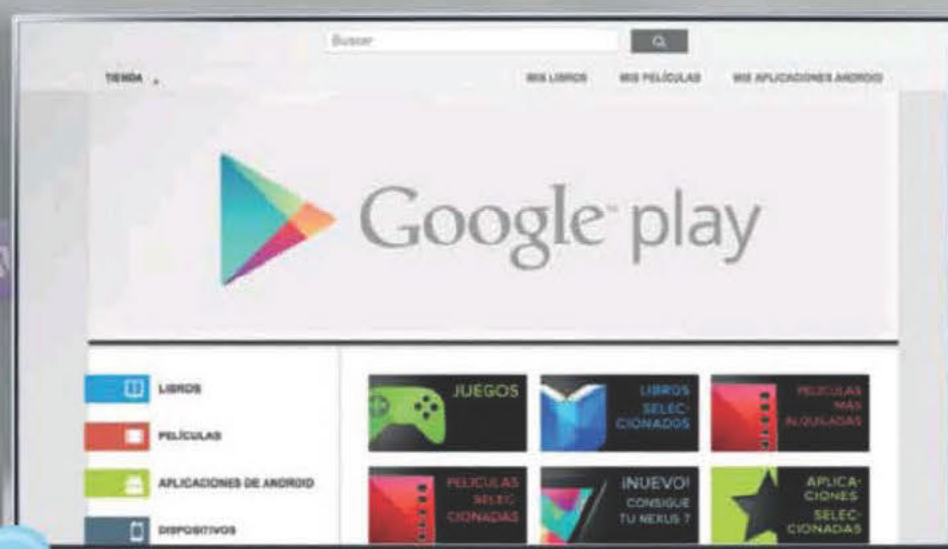 Buscar
TIENDA
MIS LIBROS MIS PELÍCULAS MIS APLICACIONES ANDROID
Google™ play
LIBROS
PELÍCULAS
APLICACIONES DE ANDROID
DISPOSITIVOS
JUEGOS
LIBROS
SELEC-
CIONADOS
PELÍCULAS
MÁS
ALQUILADAS
PELÍCULAS
SELEC-
CIONADAS
¡NUEVO!
CONSIGUE
TU NEXUS 7
APLICA-
CIONES
SELEC-
CIONADAS